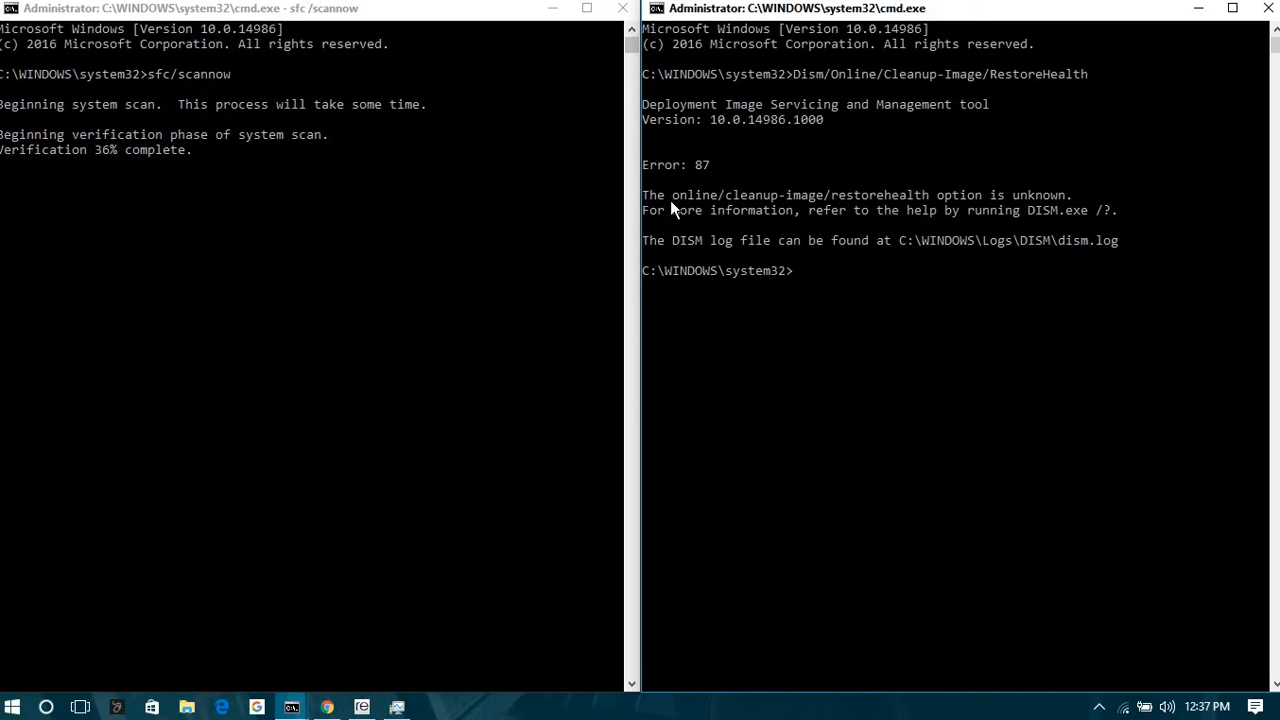 Administrator: C:\WINDOWS\system32\cmd.exe - sfc /scannow
Microsoft Windows [Version 10.0.14986]
(c) 2016 Microsoft Corporation. All rights reserved.
C:\WINDOWS\system32>sfc/scannow
Beginning system scan.  This process will take some time.
Beginning verification phase of system scan.
Verification 36% complete.
Administrator: C:\WINDOWS\system32\cmd.exe
Microsoft Windows [Version 10.0.14986]
(c) 2016 Microsoft Corporation. All rights reserved.
C:\WINDOWS\system32>Dism/Online/Cleanup-Image/RestoreHealth
Deployment Image Servicing and Management tool
Version: 10.0.14986.1000
Error: 87
The online/cleanup-image/restorehealth option is unknown.
For more information, refer to the help by running DISM.exe /?.
The DISM log file can be found at C:\WINDOWS\Logs\DISM\dism.log
C:\WINDOWS\system32>
12:37 PM